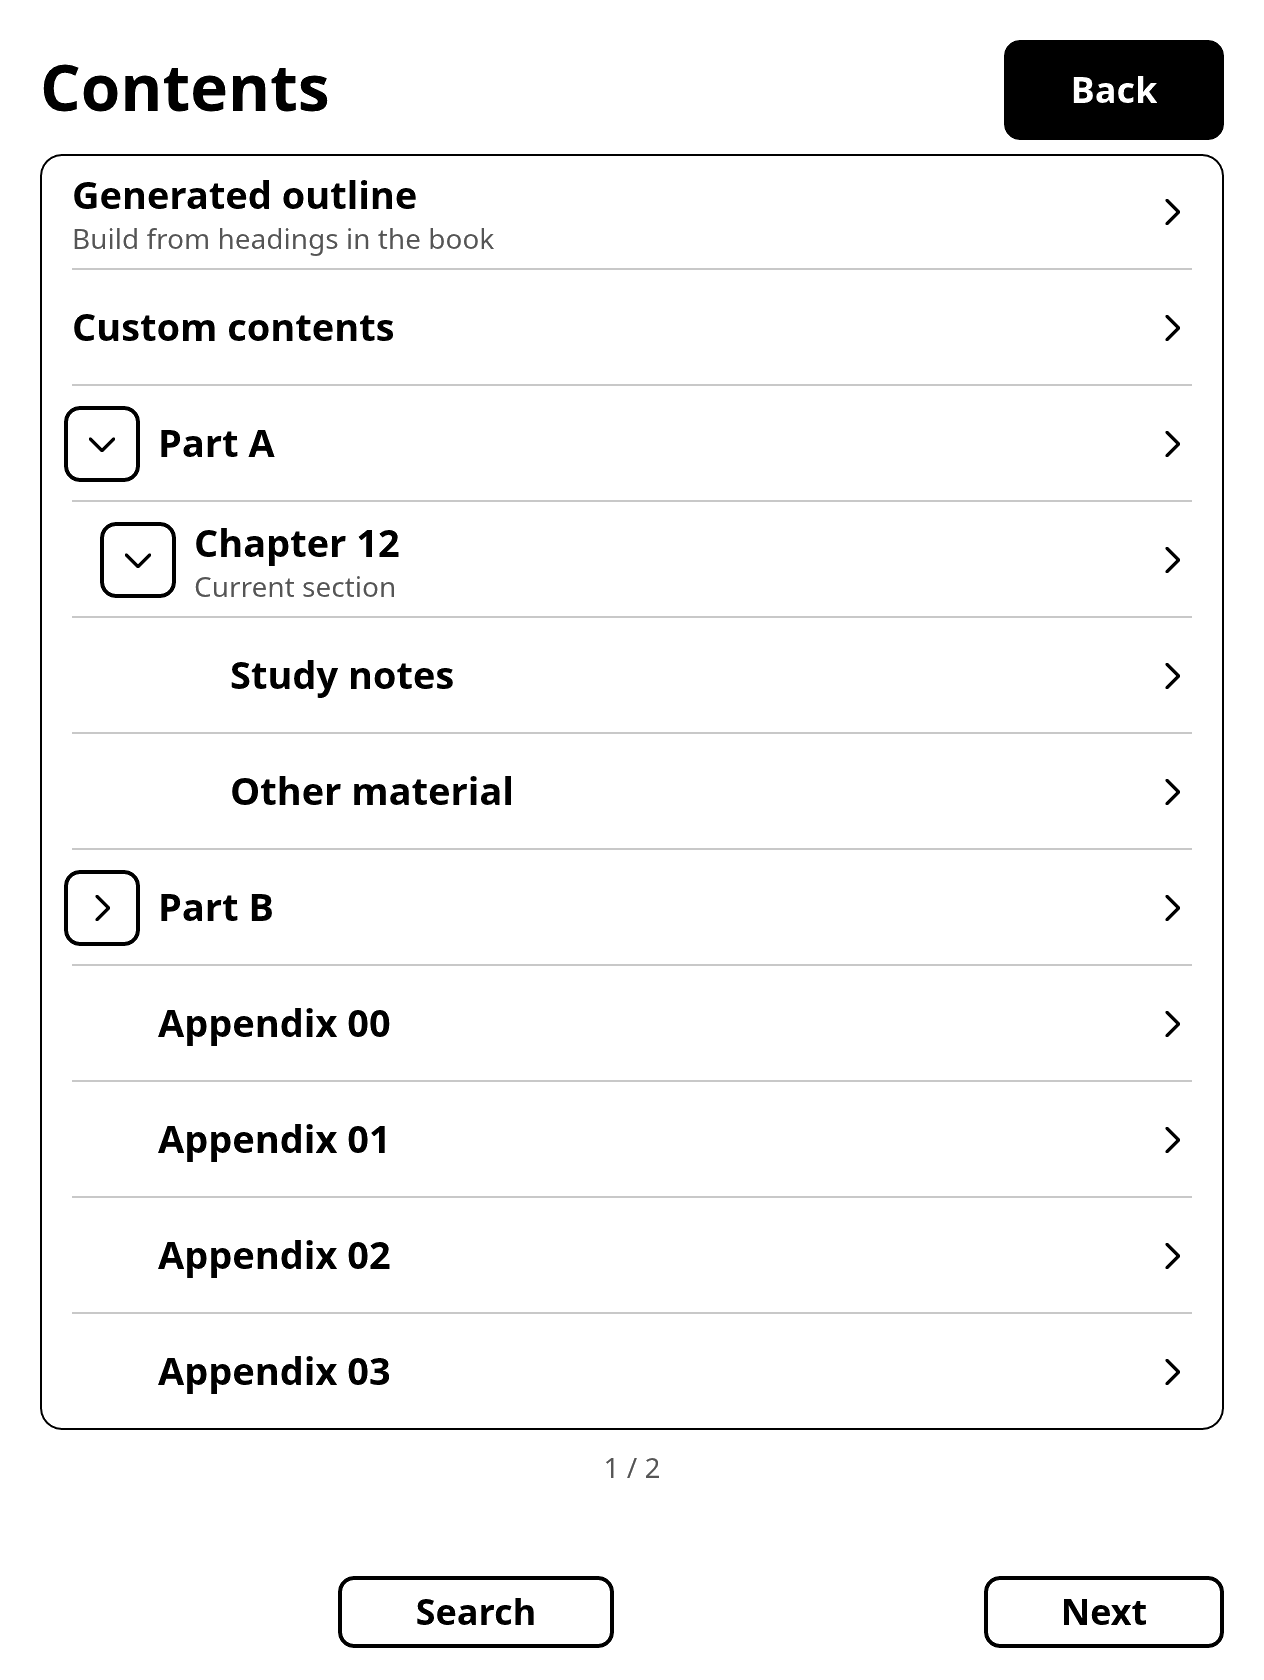 Contents
Back
Generated outline
Build from headings in the book
Custom contents
Part A
Chapter 12
Current section
Study notes
Other material
Part B
Appendix 00
Appendix 01
Appendix 02
Appendix 03
1 / 2
Search
Next